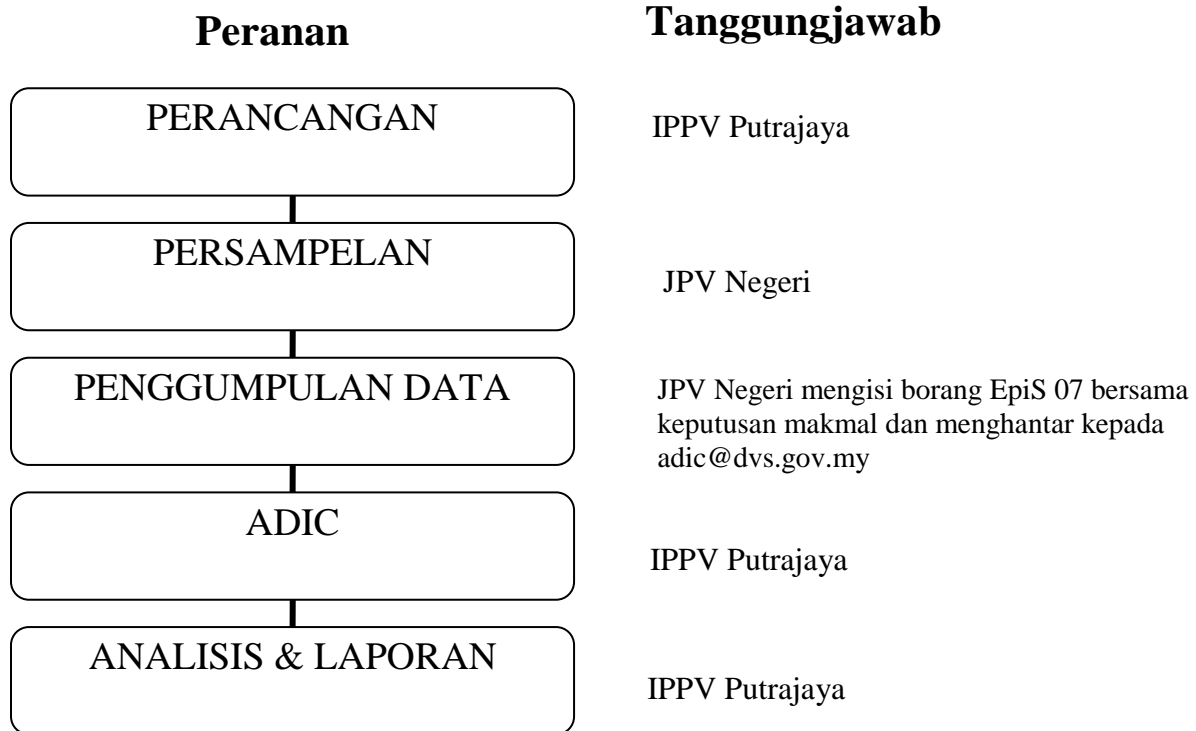 Peranan
Tanggungjawab
PERANCANGAN
IPPV Putrajaya
PERSAMPELAN
JPV Negeri
PENGGUMPULAN DATA
JPV Negeri mengisi borang EpiS 07 bersama
keputusan makmal dan menghantar kepada
adic@dvs.gov.my
ADIC
IPPV Putrajaya
ANALISIS & LAPORAN
IPPV Putrajaya